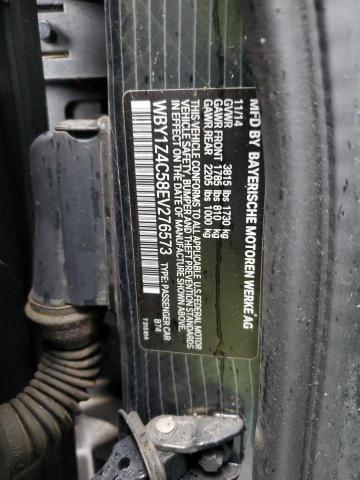 MFD BY BAYERISCHE MOTOREN WERKE AG
11/14
GVWR 3815 lbs 1730 kg
GAWR FRONT 1785 lbs 810 kg
GAWR REAR 2205 lbs 1000 kg
THIS VEHICLE CONFORMS TO ALL APPLICABLE U.S. FEDERAL MOTOR
VEHICLE SAFETY, BUMPER AND THEFT PREVENTION STANDARDS
IN EFFECT ON THE DATE OF MANUFACTURE SHOWN ABOVE.
WBY1Z4C58EV276573 TYPE: PASSENGER CAR
B74